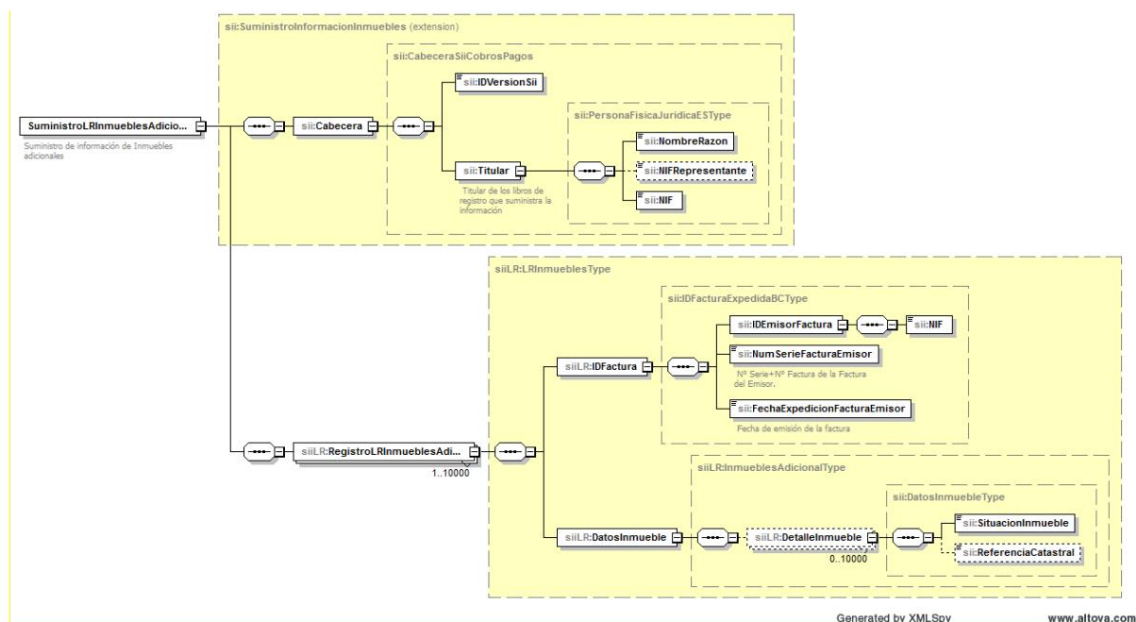 sii:SuministroInformacionInmuebles (extension)
sii:CabeceraSiiCobrosPagos
sii:IDVersionSii
sii:PersonaFisicaJuridicaESType
SuministroLRInmueblesAdicio...
Suministro de información de Inmuebles
adicionales
sii:Cabecera
sii:NombreRazon
sii:Titular
Titular de los libros de
registro que suministra la
información
sii:NIFRepresentante
sii:NIF
siiLR:LRInmueblesType
sii:IDFacturaExpedidaBCType
sii:IDEmisorFactura
sii:NIF
siiLR:IDFactura
sii:NumSerieFacturaEmisor
Nº Serie+Nº Factura de la Factura
del Emisor.
sii:FechaExpedicionFacturaEmisor
Fecha de emisión de la factura
siiLR:RegistroLRInmueblesAdi...
1..10000
siiLR:InmueblesAdicionalType
sii:DatosInmuebleType
siiLR:DatosInmueble
siiLR:DetalleInmueble
0..10000
sii:SituacionInmueble
sii:ReferenciaCatastral
Generated by XMLSpy
www.altova.com